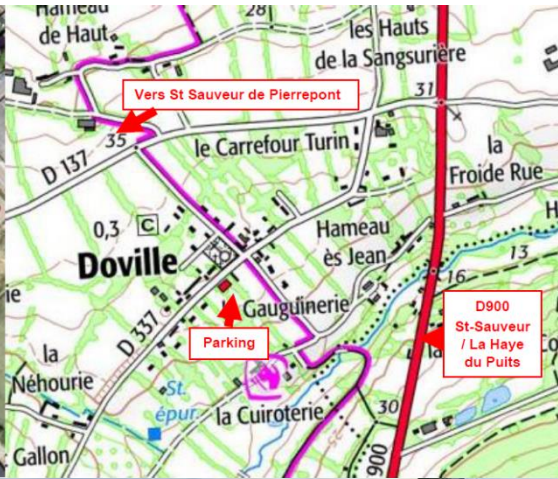 Hameau
de Haut
28
les Hauts
de la Sangsurière
Vers St Sauveur de Pierrepont
31
35
D 137
le Carrefour Turin
la
Froide Rue
0,3 C
Doville
Hameau
ès Jean
13
16
ie
D 337
Gauguinerie
Parking
D900
St-Sauveur
/ La Haye
du Puits
la
Néhourie
St.
épur.
la Cuiroterie
30
25
Gallon
900